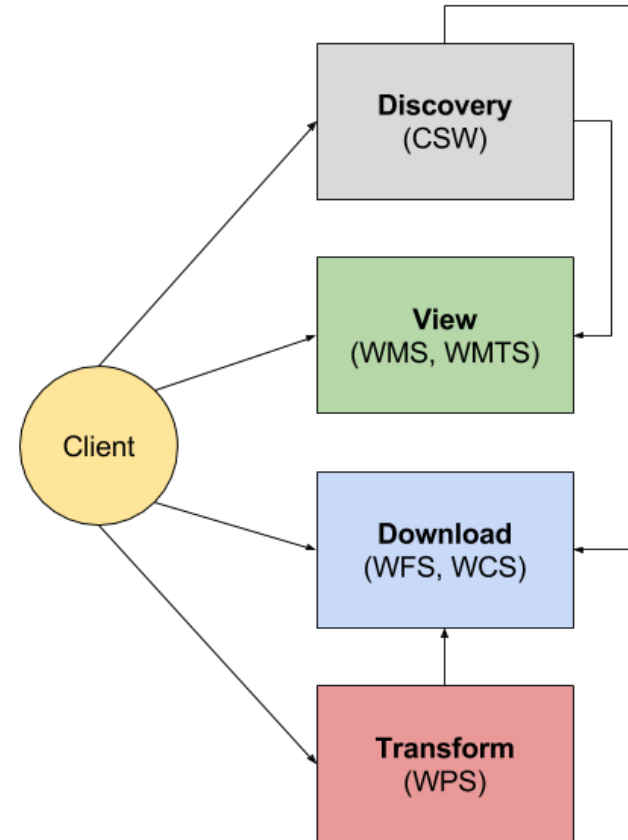 Discovery
(CSW)
View
(WMS, WMTS)
Client
Download
(WFS, WCS)
Transform
(WPS)